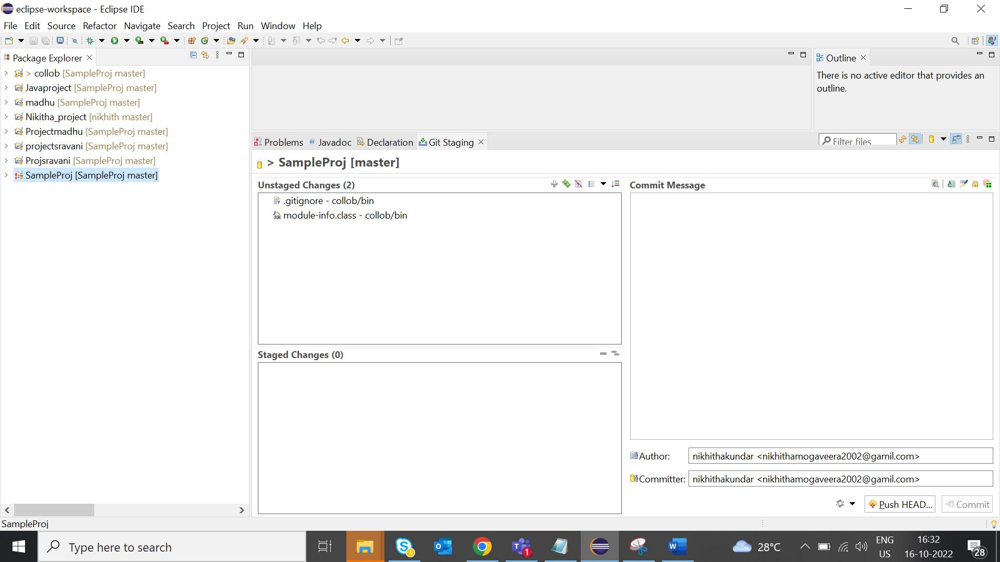 eclipse-workspace - Eclipse IDE
File Edit Source Refactor Navigate Search Project Run Window Help
Package Explorer
> collob [SampleProj master]
Javaproject [SampleProj master]
madhu [SampleProj master]
Nikitha_project [nikhith master]
Projectmadhu [SampleProj master]
projectsravani [SampleProj master]
Projsravani [SampleProj master]
SampleProj [SampleProj master]
Outline
There is no active editor that provides an
outline.
Problems Javadoc Declaration Git Staging
Filter files
> SampleProj [master]
Unstaged Changes (2)
.gitignore - collob/bin
module-info.class - collob/bin
Staged Changes (0)
Commit Message
Author: nikhithakundar <nikhithamogaveera2002@gamil.com>
Committer: nikhithakundar <nikhithamogaveera2002@gamil.com>
Push HEAD... Commit
SampleProj
Type here to search
1
28°C
ENG
US
16:32
16-10-2022
28